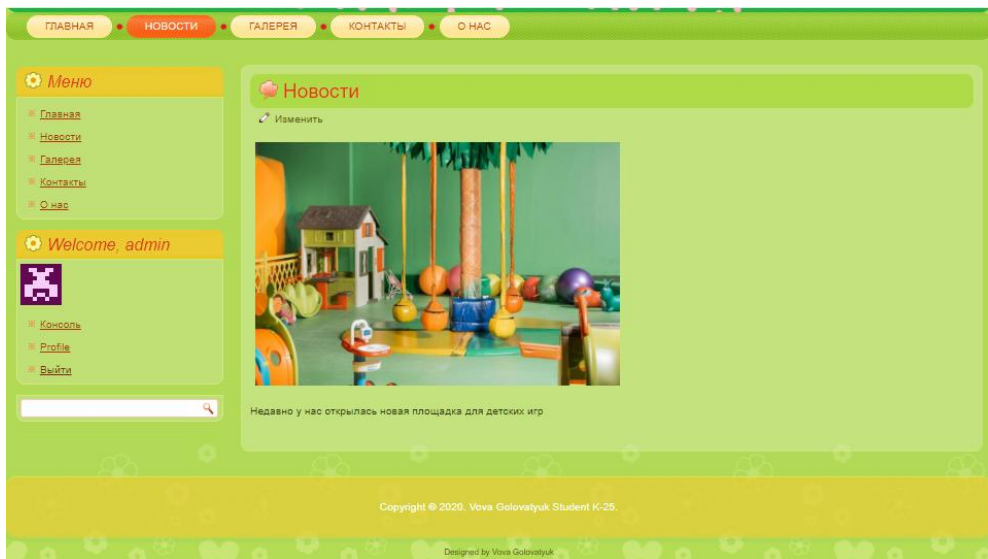 ГЛАВНАЯ НОВОСТИ ГАЛЕРЕЯ КОНТАКТЫ О НАС
Меню
Главная
Новости
Галерея
Контакты
О нас
Welcome, admin
Консоль
Profile
Выйти
Новости
Изменить
Недавно у нас открылась новая площадка для детских игр
Copyright © 2020. Vova Golovatyuk Student K-25.
Designed by Vova Golovatyuk